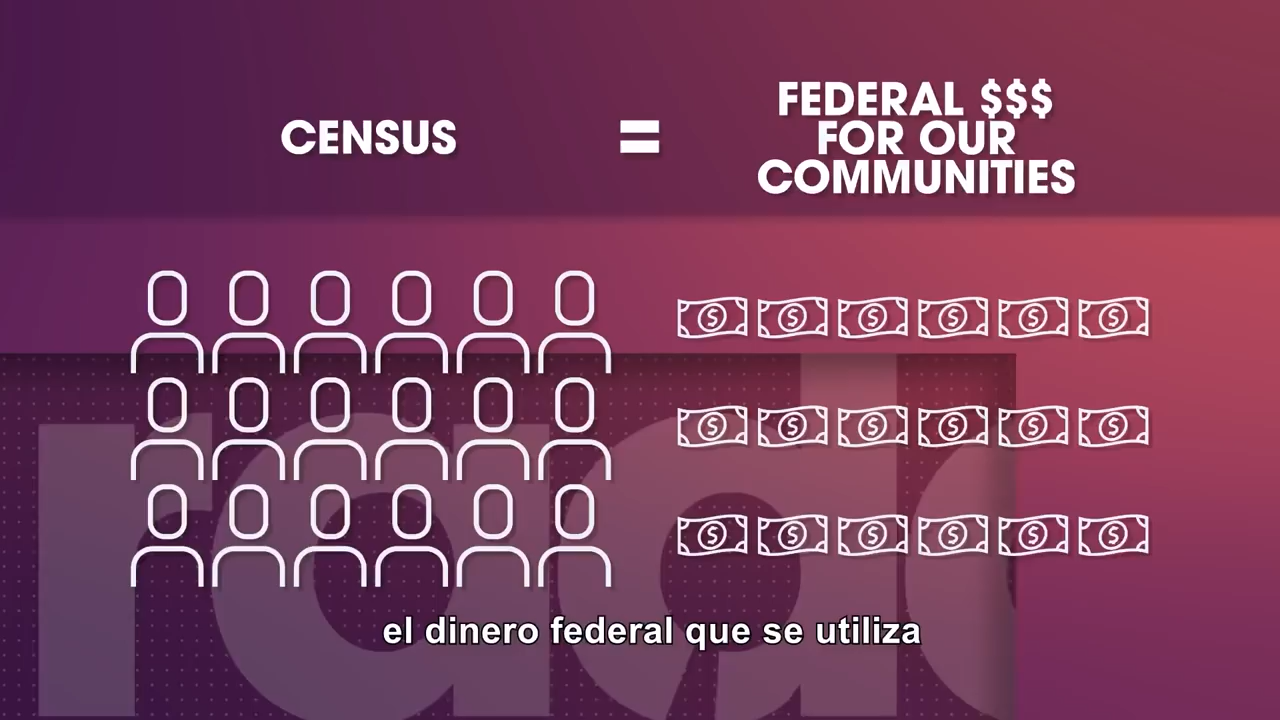 CENSUS
=
FEDERAL $$$
FOR OUR
COMMUNITIES
el dinero federal que se utiliza